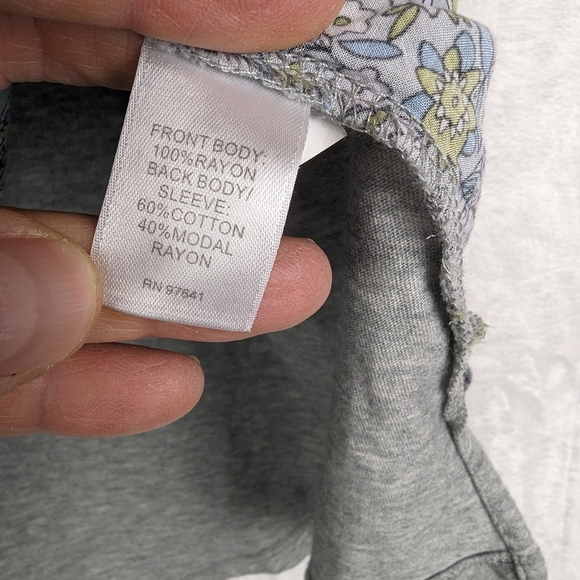 FRONT BODY:
100%RAYON
BACK BODY/
SLEEVE:
60%COTTON
40%MODAL
RAYON
RN 97641